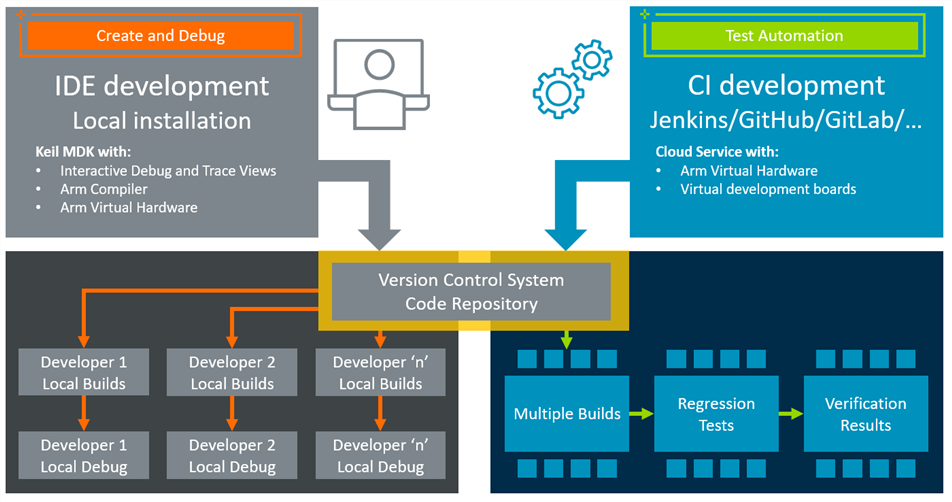 Create and Debug
IDE development
Local installation
Keil MDK with:
• Interactive Debug and Trace Views
• Arm Compiler
• Arm Virtual Hardware
Test Automation
CI development
Jenkins/GitHub/GitLab/...
Cloud Service with:
• Arm Virtual Hardware
• Virtual development boards
Version Control System
Code Repository
Developer 1
Local Builds
Developer 2
Local Builds
Developer ‘n’
Local Builds
Developer 1
Local Debug
Developer 2
Local Debug
Developer ‘n’
Local Debug
Multiple Builds
Regression
Tests
Verification
Results